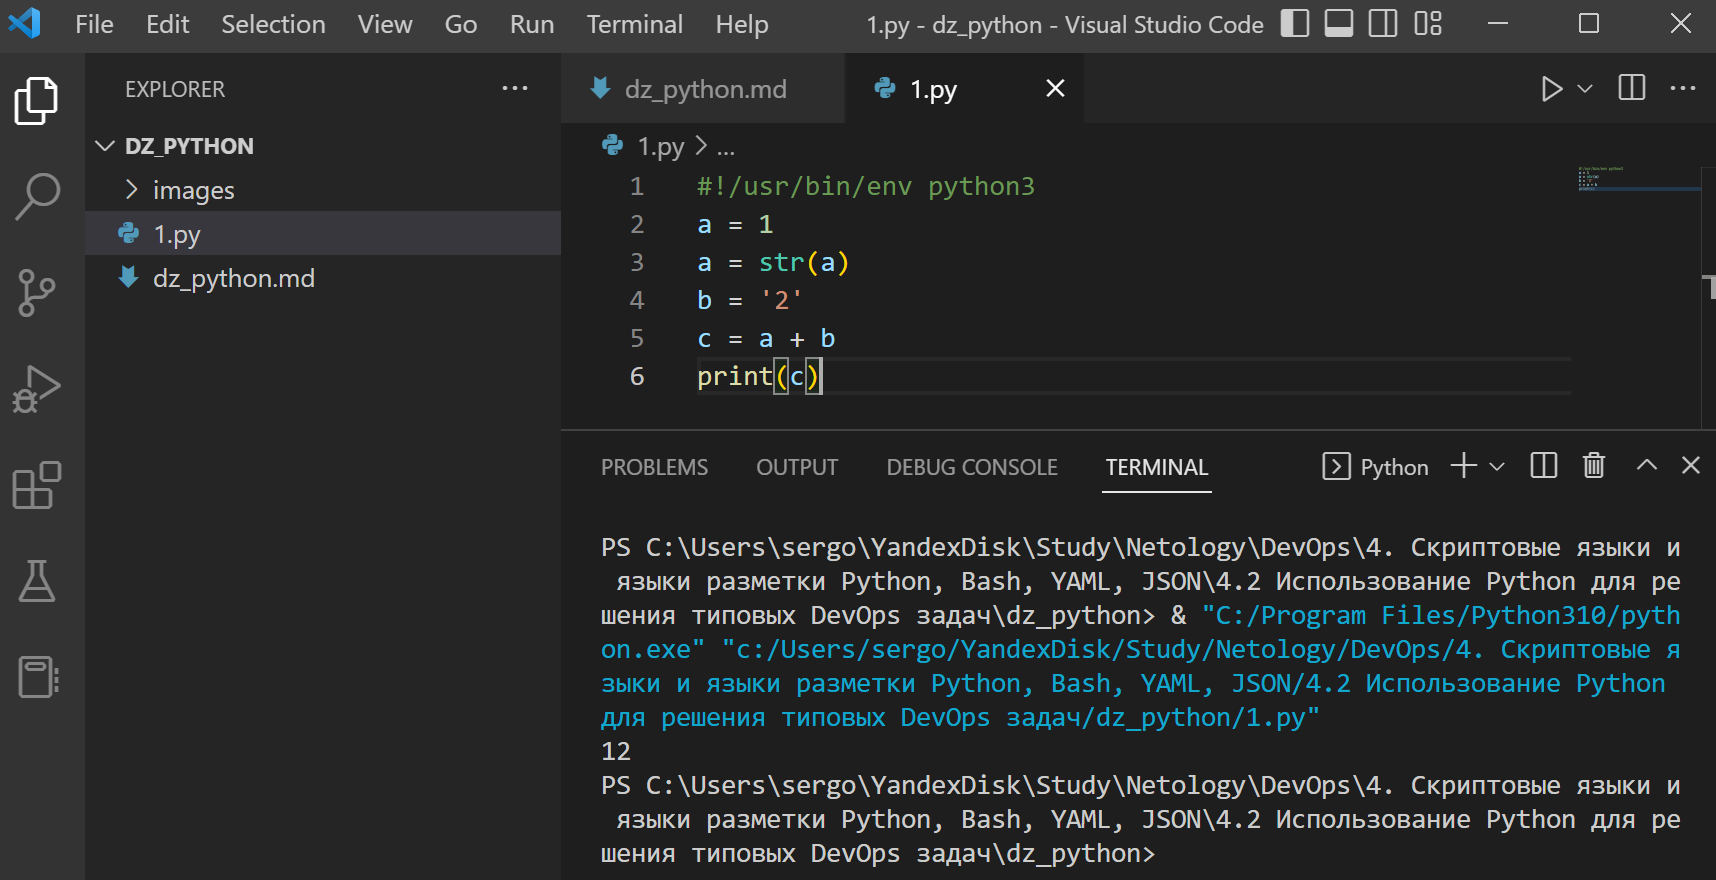 File Edit Selection View Go Run Terminal Help 1.py - dz_python - Visual Studio Code
EXPLORER
DZ_PYTHON
images
1.py
dz_python.md
dz_python.md 1.py
1.py > ...
1 #!/usr/bin/env python3
2 a = 1
3 a = str(a)
4 b = '2'
5 c = a + b
6 print(c)
PROBLEMS OUTPUT DEBUG CONSOLE TERMINAL Python
PS C:\Users\sergo\YandexDisk\Study\Netology\DevOps\4. Скриптовые языки и
языки разметки Python, Bash, YAML, JSON\4.2 Использование Python для ре
шения типовых DevOps задач\dz_python> & "C:/Program Files/Python310/pyth
on.exe" "c:/Users/sergo/YandexDisk/Study/Netology/DevOps/4. Скриптовые я
зыки и языки разметки Python, Bash, YAML, JSON/4.2 Использование Python
для решения типовых DevOps задач/dz_python/1.py"
12
PS C:\Users\sergo\YandexDisk\Study\Netology\DevOps\4. Скриптовые языки и
языки разметки Python, Bash, YAML, JSON\4.2 Использование Python для ре
шения типовых DevOps задач\dz_python>